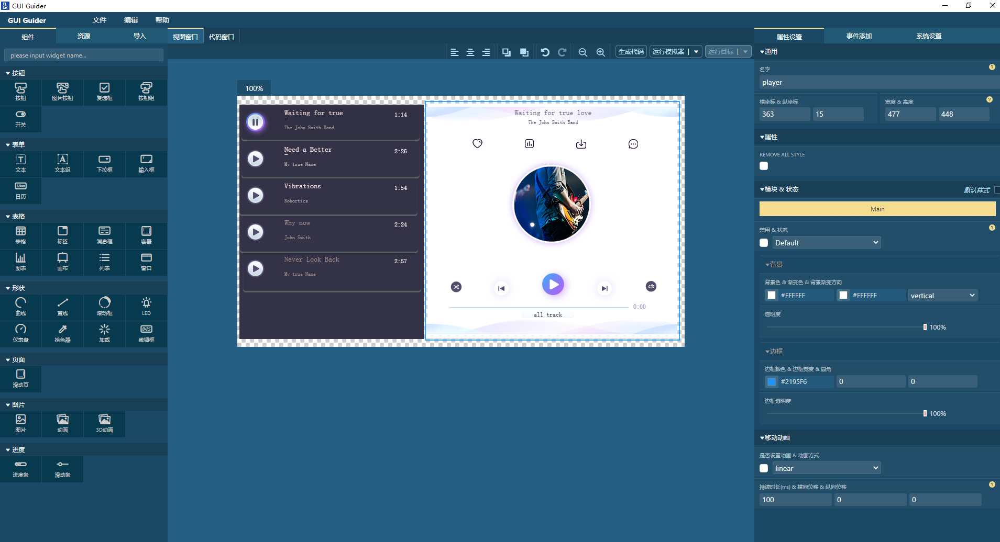 GUI Guider
GUI Guider 文件 编辑 帮助
组件 资源 导入 视图窗口 代码窗口 属性设置 事件添加 系统设置
please input widget name...
生成代码 运行模拟器 运行目标
按钮
按钮 图片按钮 复选框 按钮组
开关
表单
文本 文本组 下拉框 输入框
5/Jan
日历
表格
表格 标签 消息框 容器
图表 画布 列表 窗口
形状
曲线 直线 滚动框 LED
仪表盘 拾色器 加载 微调框
页面
滑动页
图片
图片 动画 3D动画
进度
进度条 滑动条
100%
Waiting for true 1:14
The John Smith Band
Need a Better 2:26
My true Name
Vibrations 1:54
Robortics
Why now 2:24
John Smith
Never Look Back 2:57
My true Name
Waiting for true love
The John Smith Band
0:00
all track
通用
名字 ?
player
横坐标 & 纵坐标 宽度 & 高度 ?
363 15 477 448
属性
REMOVE ALL STYLE
模块 & 状态 默认样式
Main
禁用 & 状态 ?
Default
背景
背景色 & 渐变色 & 背景渐变方向
#FFFFFF #FFFFFF vertical
透明度
100%
边框
边框颜色 & 边框宽度 & 圆角
#2195F6 0 0
边框透明度
100%
移动动画
是否设置动画 & 动画方式
linear
持续时长(ms) & 横向位移 & 纵向位移 ?
100 0 0